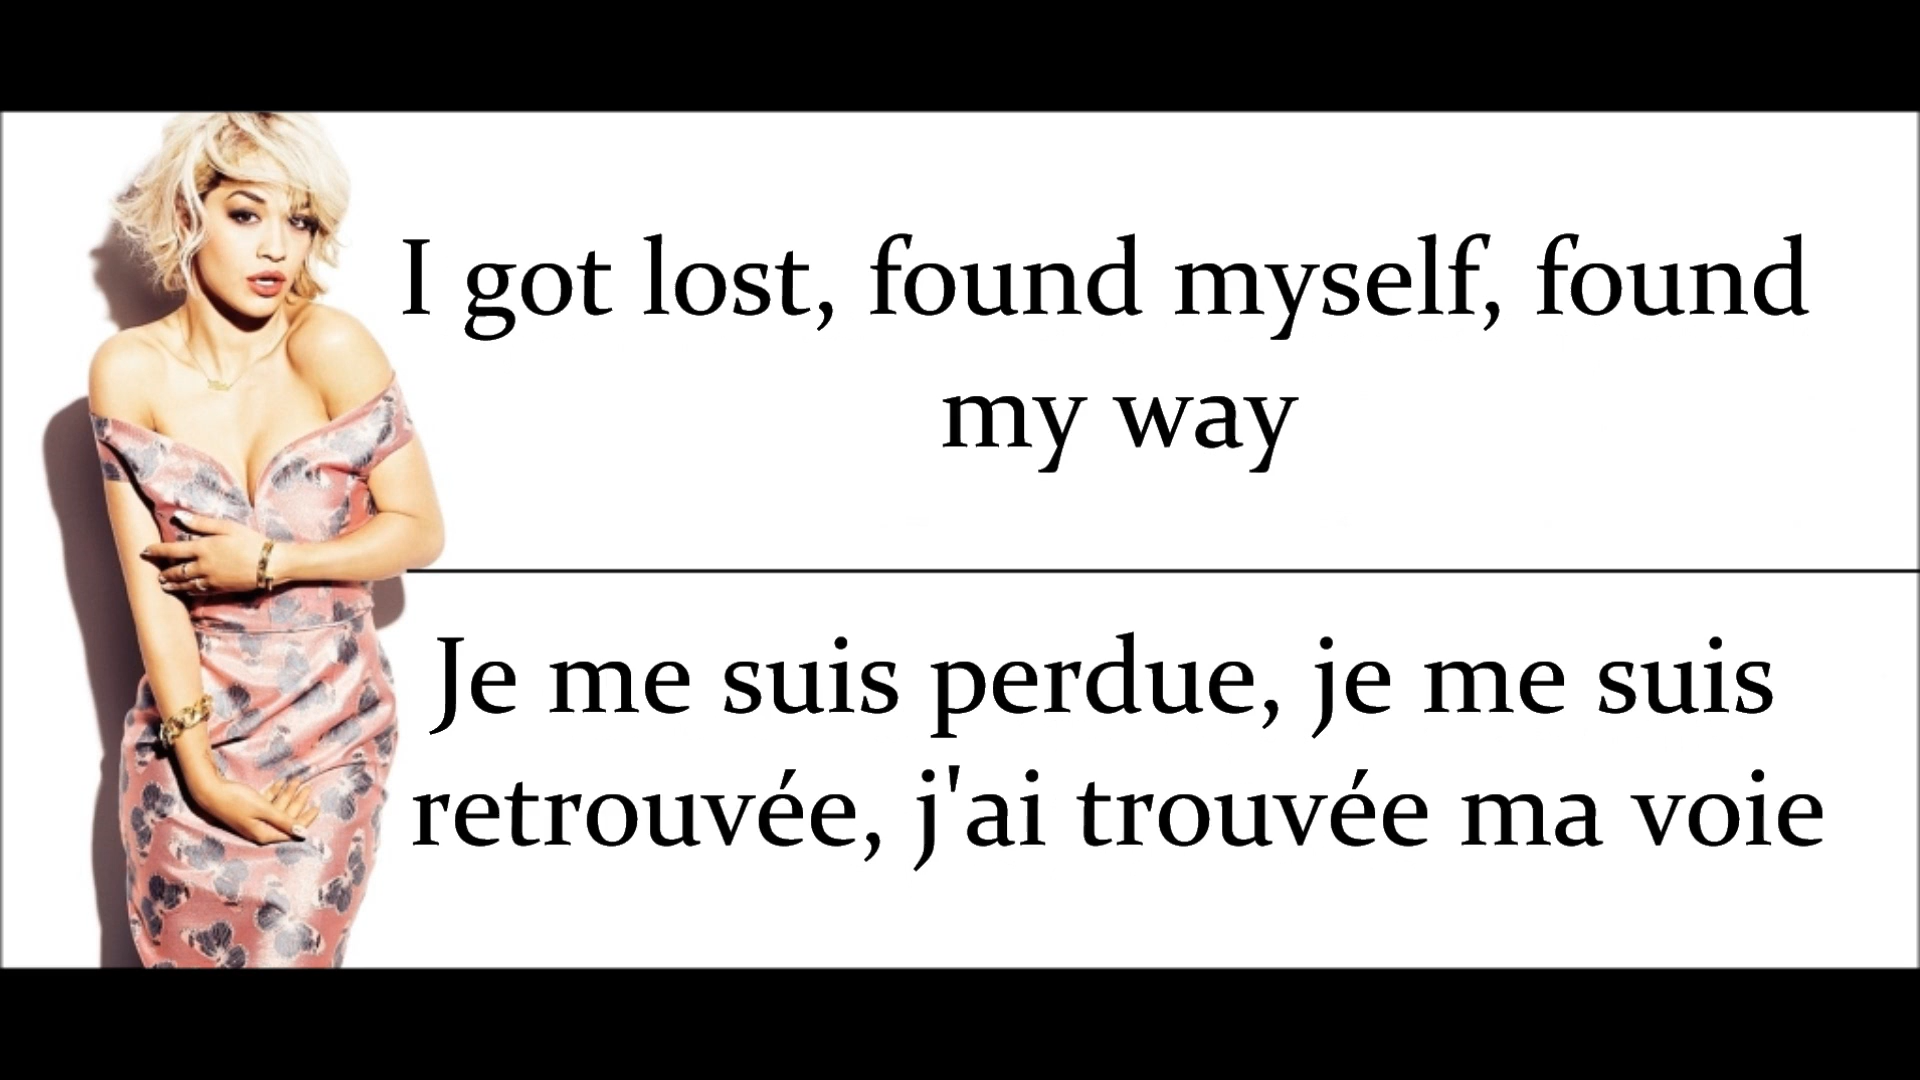 I got lost, found myself, found
my way
Je me suis perdue, je me suis
retrouvée, j'ai trouvée ma voie